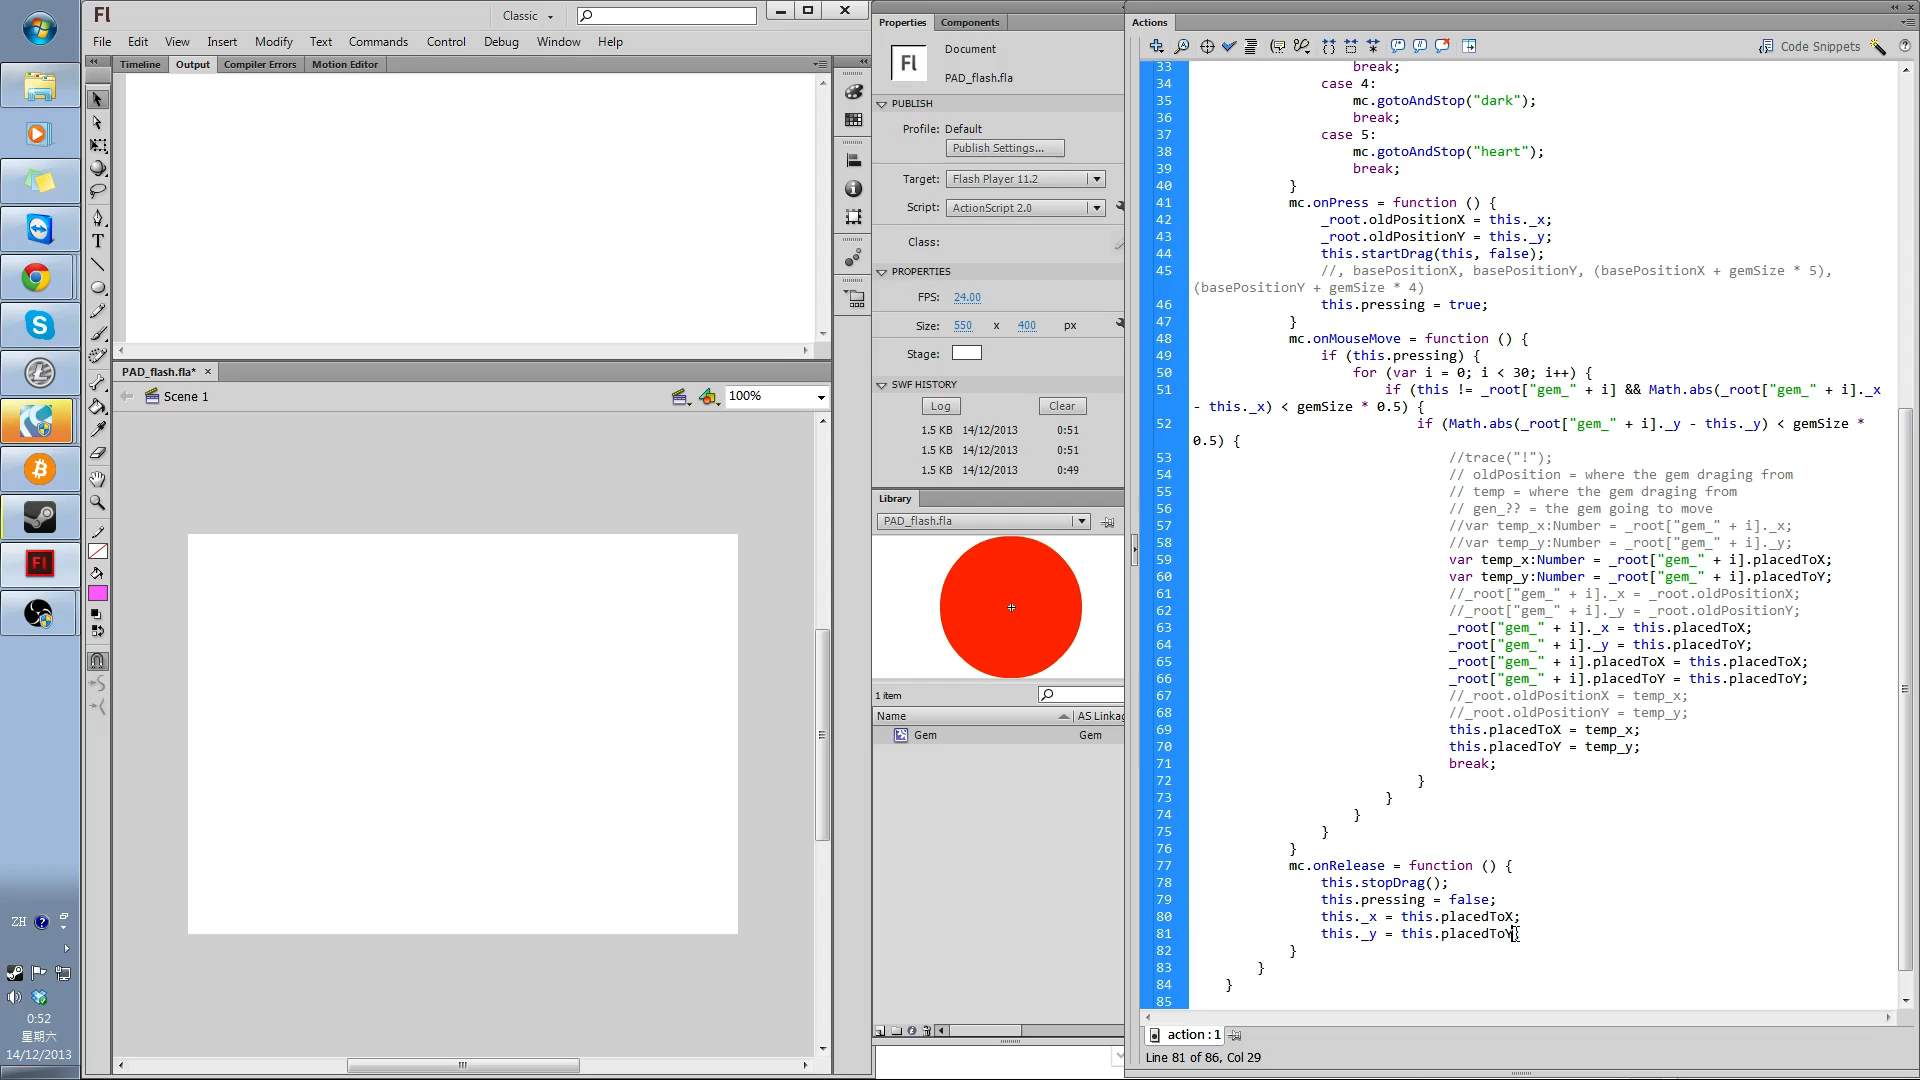 Fl
Classic
File Edit View Insert Modify Text Commands Control Debug Window Help
Timeline Output Compiler Errors Motion Editor
PAD_flash.fla*
Scene 1
100%
T
ZH
0:52
星期六
14/12/2013
Properties Components
Fl
Document
PAD_flash.fla
PUBLISH
Profile: Default
Publish Settings...
Target: Flash Player 11.2
Script: ActionScript 2.0
Class:
PROPERTIES
FPS: 24.00
Size: 550 x 400 px
Stage:
SWF HISTORY
Log Clear
1.5 KB 14/12/2013 0:51
1.5 KB 14/12/2013 0:51
1.5 KB 14/12/2013 0:49
Library
PAD_flash.fla
1 item
Name AS Linkag
Gem Gem
Actions
Code Snippets
33 break;
34 case 4:
35 mc.gotoAndStop("dark");
36 break;
37 case 5:
38 mc.gotoAndStop("heart");
39 break;
40 }
41 mc.onPress = function () {
42 _root.oldPositionX = this._x;
43 _root.oldPositionY = this._y;
44 this.startDrag(this, false);
45 //, basePositionX, basePositionY, (basePositionX + gemSize * 5),
(basePositionY + gemSize * 4)
46 this.pressing = true;
47 }
48 mc.onMouseMove = function () {
49 if (this.pressing) {
50 for (var i = 0; i < 30; i++) {
51 if (this != _root["gem_" + i] && Math.abs(_root["gem_" + i]._x
- this._x) < gemSize * 0.5) {
52 if (Math.abs(_root["gem_" + i]._y - this._y) < gemSize *
0.5) {
53 //trace("!");
54 // oldPosition = where the gem draging from
55 // temp = where the gem draging from
56 // gen_?? = the gem going to move
57 //var temp_x:Number = _root["gem_" + i]._x;
58 //var temp_y:Number = _root["gem_" + i]._y;
59 var temp_x:Number = _root["gem_" + i].placedToX;
60 var temp_y:Number = _root["gem_" + i].placedToY;
61 //_root["gem_" + i]._x = _root.oldPositionX;
62 //_root["gem_" + i]._y = _root.oldPositionY;
63 _root["gem_" + i]._x = this.placedToX;
64 _root["gem_" + i]._y = this.placedToY;
65 _root["gem_" + i].placedToX = this.placedToX;
66 _root["gem_" + i].placedToY = this.placedToY;
67 //_root.oldPositionX = temp_x;
68 //_root.oldPositionY = temp_y;
69 this.placedToX = temp_x;
70 this.placedToY = temp_y;
71 break;
72 }
73 }
74 }
75 }
76 }
77 mc.onRelease = function () {
78 this.stopDrag();
79 this.pressing = false;
80 this._x = this.placedToX;
81 this._y = this.placedToY;
82 }
83 }
84 }
85
action : 1
Line 81 of 86, Col 29